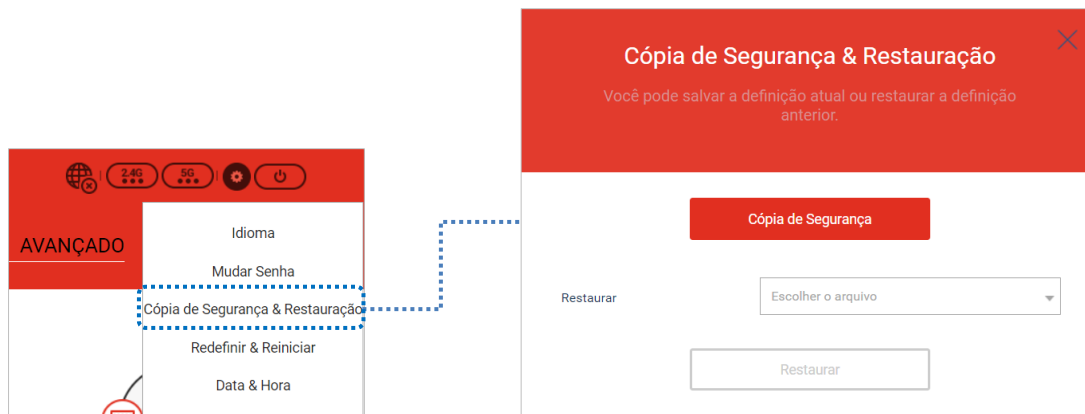 2.4G
5G
AVANÇADO
Idioma
Mudar Senha
Cópia de Segurança & Restauração
Redefinir & Reiniciar
Data & Hora
Cópia de Segurança & Restauração
Você pode salvar a definição atual ou restaurar a definição
anterior.
Cópia de Segurança
Restaurar
Escolher o arquivo
Restaurar